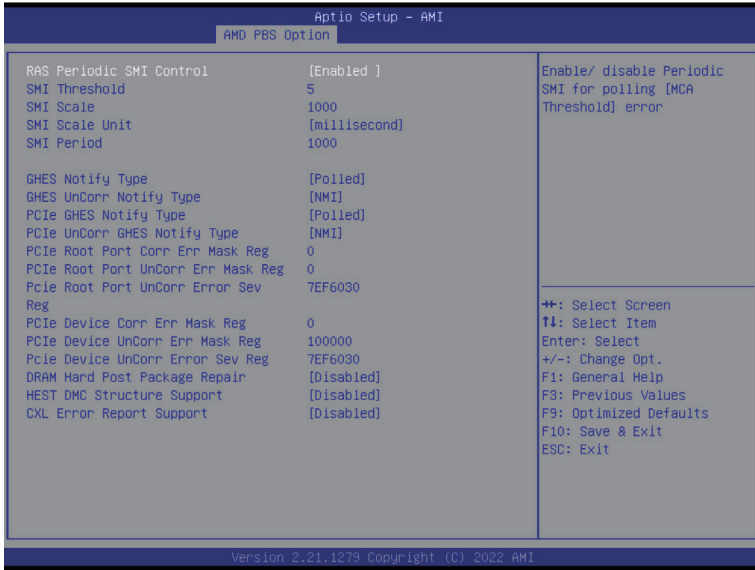 Aptio Setup – AMI
AMD PBS Option
RAS Periodic SMI Control [Enabled ]
SMI Threshold 5
SMI Scale 1000
SMI Scale Unit [millisecond]
SMI Period 1000
GHES Notify Type [Polled]
GHES UnCorr Notify Type [NMI]
PCIe GHES Notify Type [Polled]
PCIe UnCorr GHES Notify Type [NMI]
PCIe Root Port Corr Err Mask Reg 0
PCIe Root Port UnCorr Err Mask Reg 0
Pcie Root Port UnCorr Error Sev 7EF6030
Reg
PCIe Device Corr Err Mask Reg 0
PCIe Device UnCorr Err Mask Reg 100000
Pcie Device UnCorr Error Sev Reg 7EF6030
DRAM Hard Post Package Repair [Disabled]
HEST DMC Structure Support [Disabled]
CXL Error Report Support [Disabled]
Enable/ disable Periodic
SMI for polling [MCA
Threshold] error
→←: Select Screen
↑↓: Select Item
Enter: Select
+/-: Change Opt.
F1: General Help
F3: Previous Values
F9: Optimized Defaults
F10: Save & Exit
ESC: Exit
Version 2.21.1279 Copyright (C) 2022 AMI